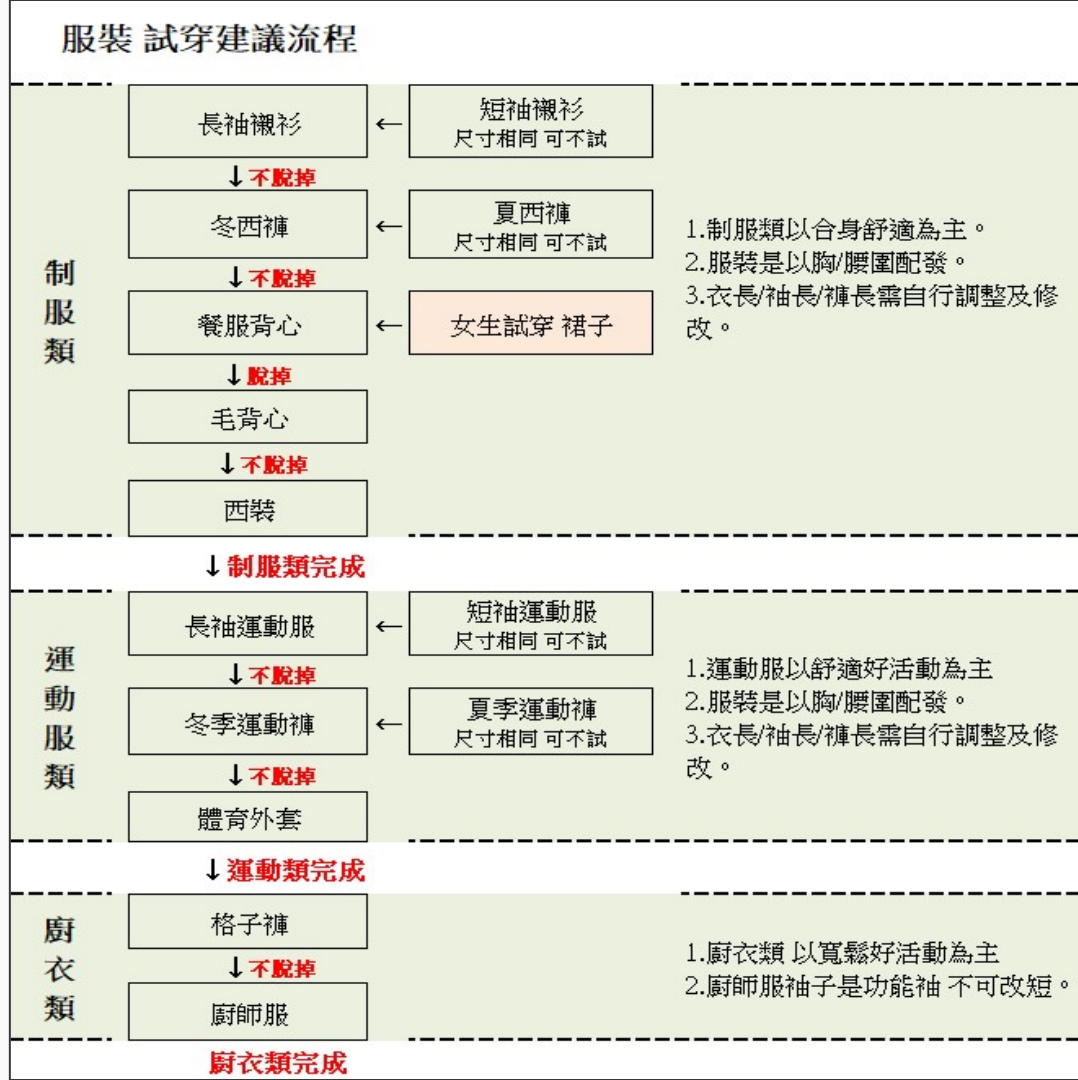 服裝 試穿建議流程
制服類
長袖襯衫
←
短袖襯衫
尺寸相同 可不試
↓不脫掉
冬西褲
←
夏西褲
尺寸相同 可不試
↓不脫掉
餐服背心
←
女生試穿 裙子
↓脫掉
毛背心
↓不脫掉
西裝
1.制服類以合身舒適為主。
2.服裝是以胸/腰圍配發。
3.衣長/袖長/褲長需自行調整及修
改。
↓制服類完成
運動服類
長袖運動服
←
短袖運動服
尺寸相同 可不試
↓不脫掉
冬季運動褲
←
夏季運動褲
尺寸相同 可不試
↓不脫掉
體育外套
1.運動服以舒適好活動為主
2.服裝是以胸/腰圍配發。
3.衣長/袖長/褲長需自行調整及修
改。
↓運動類完成
廚衣類
格子褲
↓不脫掉
廚師服
1.廚衣類 以寬鬆好活動為主
2.廚師服袖子是功能袖 不可改短。
廚衣類完成